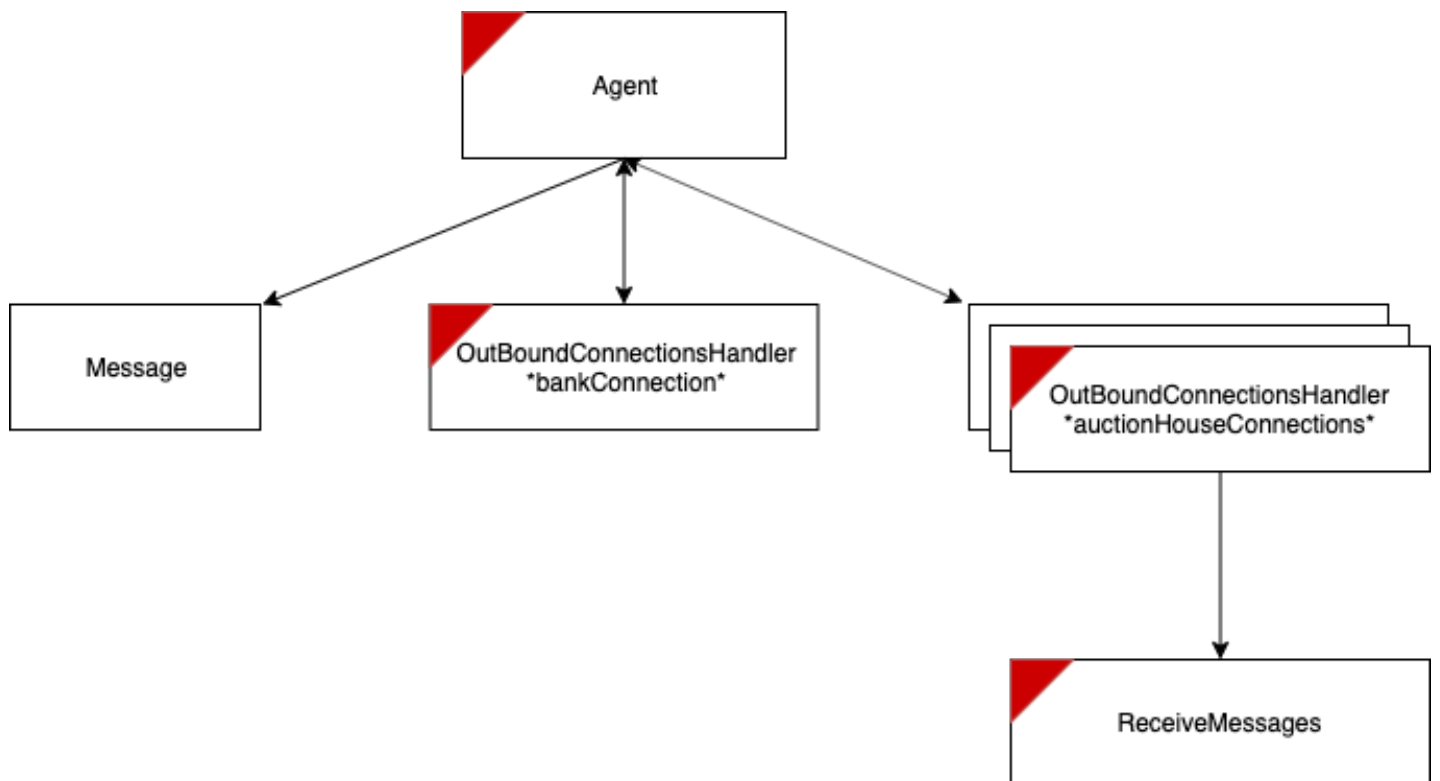 Agent
Message
OutBoundConnectionsHandler
*bankConnection*
OutBoundConnectionsHandler
*auctionHouseConnections*
ReceiveMessages